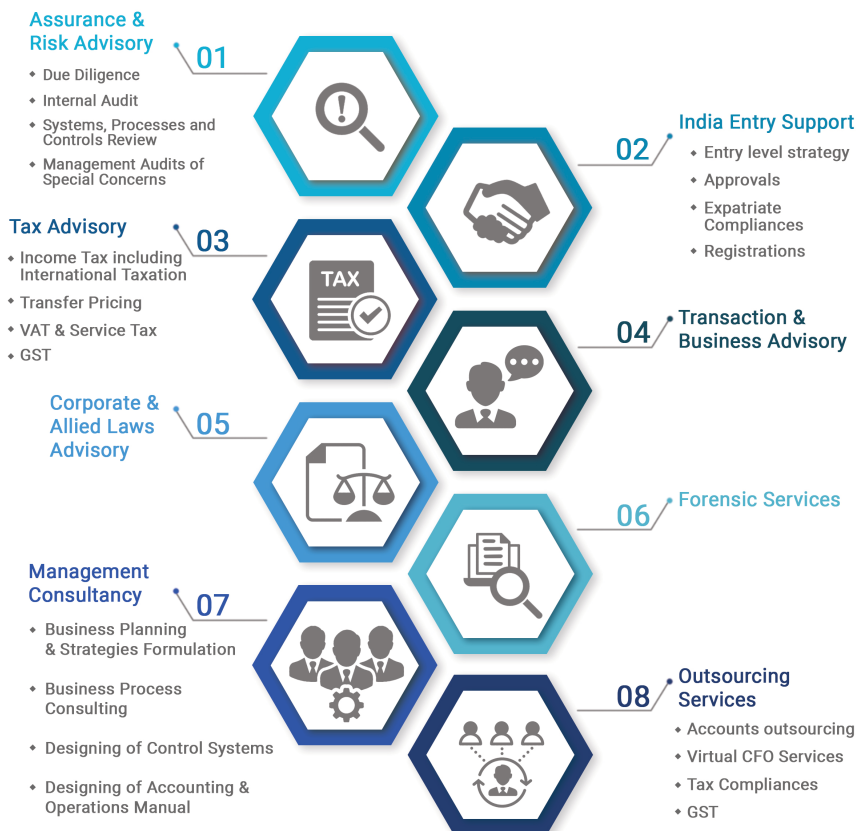 Assurance &
Risk Advisory
01
Due Diligence
Internal Audit
Systems, Processes and
Controls Review
Management Audits of
Special Concerns
India Entry Support
02
Entry level strategy
Approvals
Expatriate
Compliances
Registrations
Tax Advisory
03
Income Tax including
International Taxation
Transfer Pricing
VAT & Service Tax
GST
TAX
Transaction &
Business Advisory
04
Corporate &
Allied Laws
Advisory
05
Forensic Services
06
Management
Consultancy
07
Business Planning
& Strategies Formulation
Business Process
Consulting
Designing of Control Systems
Designing of Accounting &
Operations Manual
Outsourcing
Services
08
Accounts outsourcing
Virtual CFO Services
Tax Compliances
GST